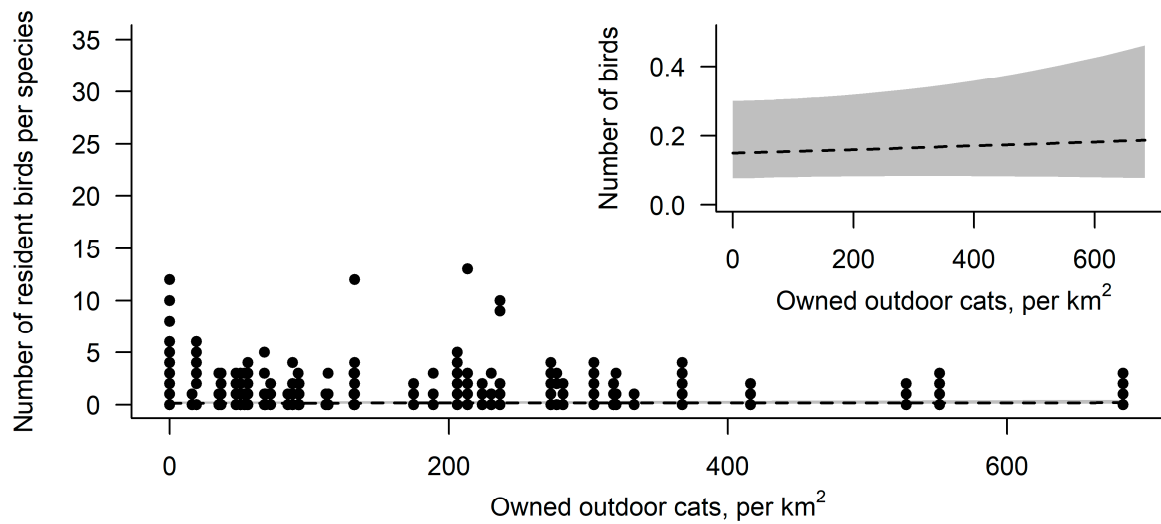 Number of resident birds per species
35
30
25
20
15
10
5
0
0 200 400 600
Owned outdoor cats, per km²
Number of birds
0.4
0.2
0.0
0 200 400 600
Owned outdoor cats, per km²